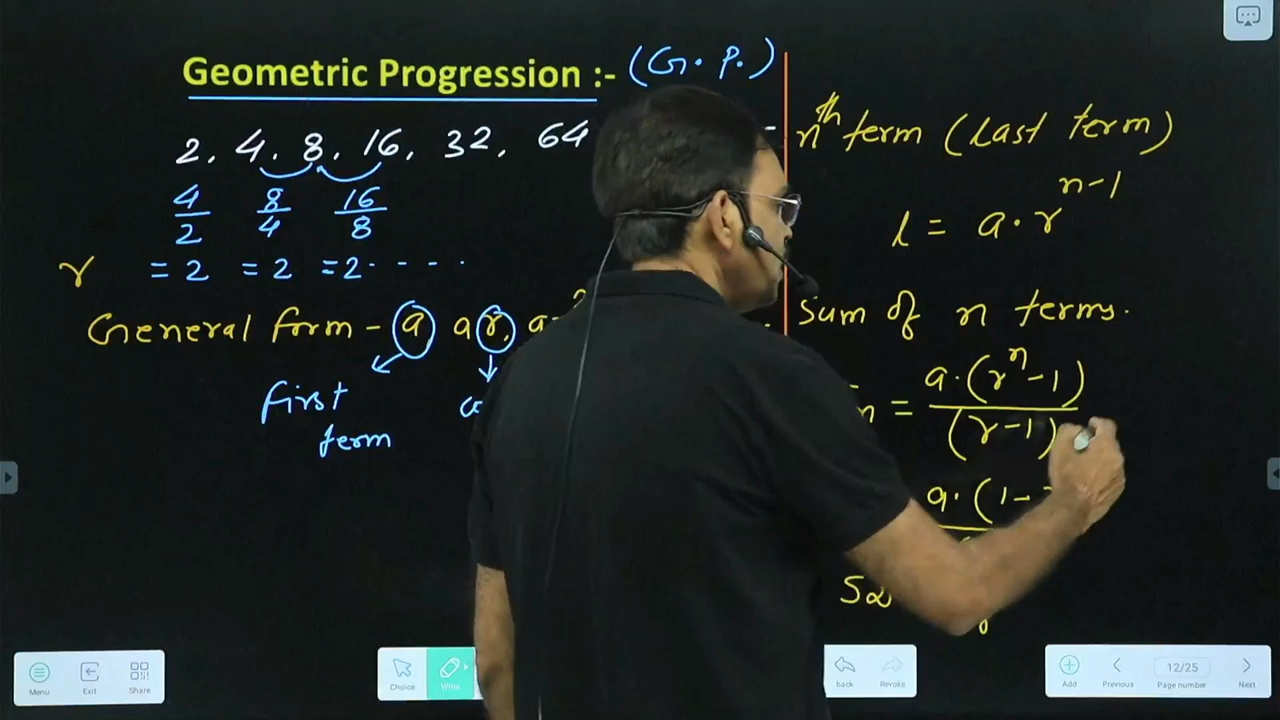 Geometric Progression :- (G. P.)
2, 4, 8, 16, 32, 64
4/2 8/4 16/8
r = 2 = 2 = 2 - - - -
General form - a, ar,
first
term
nth term (Last term)
l = a·r^(n-1)
Sum of n terms.
n = a·(r^n-1)/(r-1)
a·(1-
S∞
Menu
Exit
Share
Choice
Write
back
Revoke
Add
Previous
12/25
Page number
Next